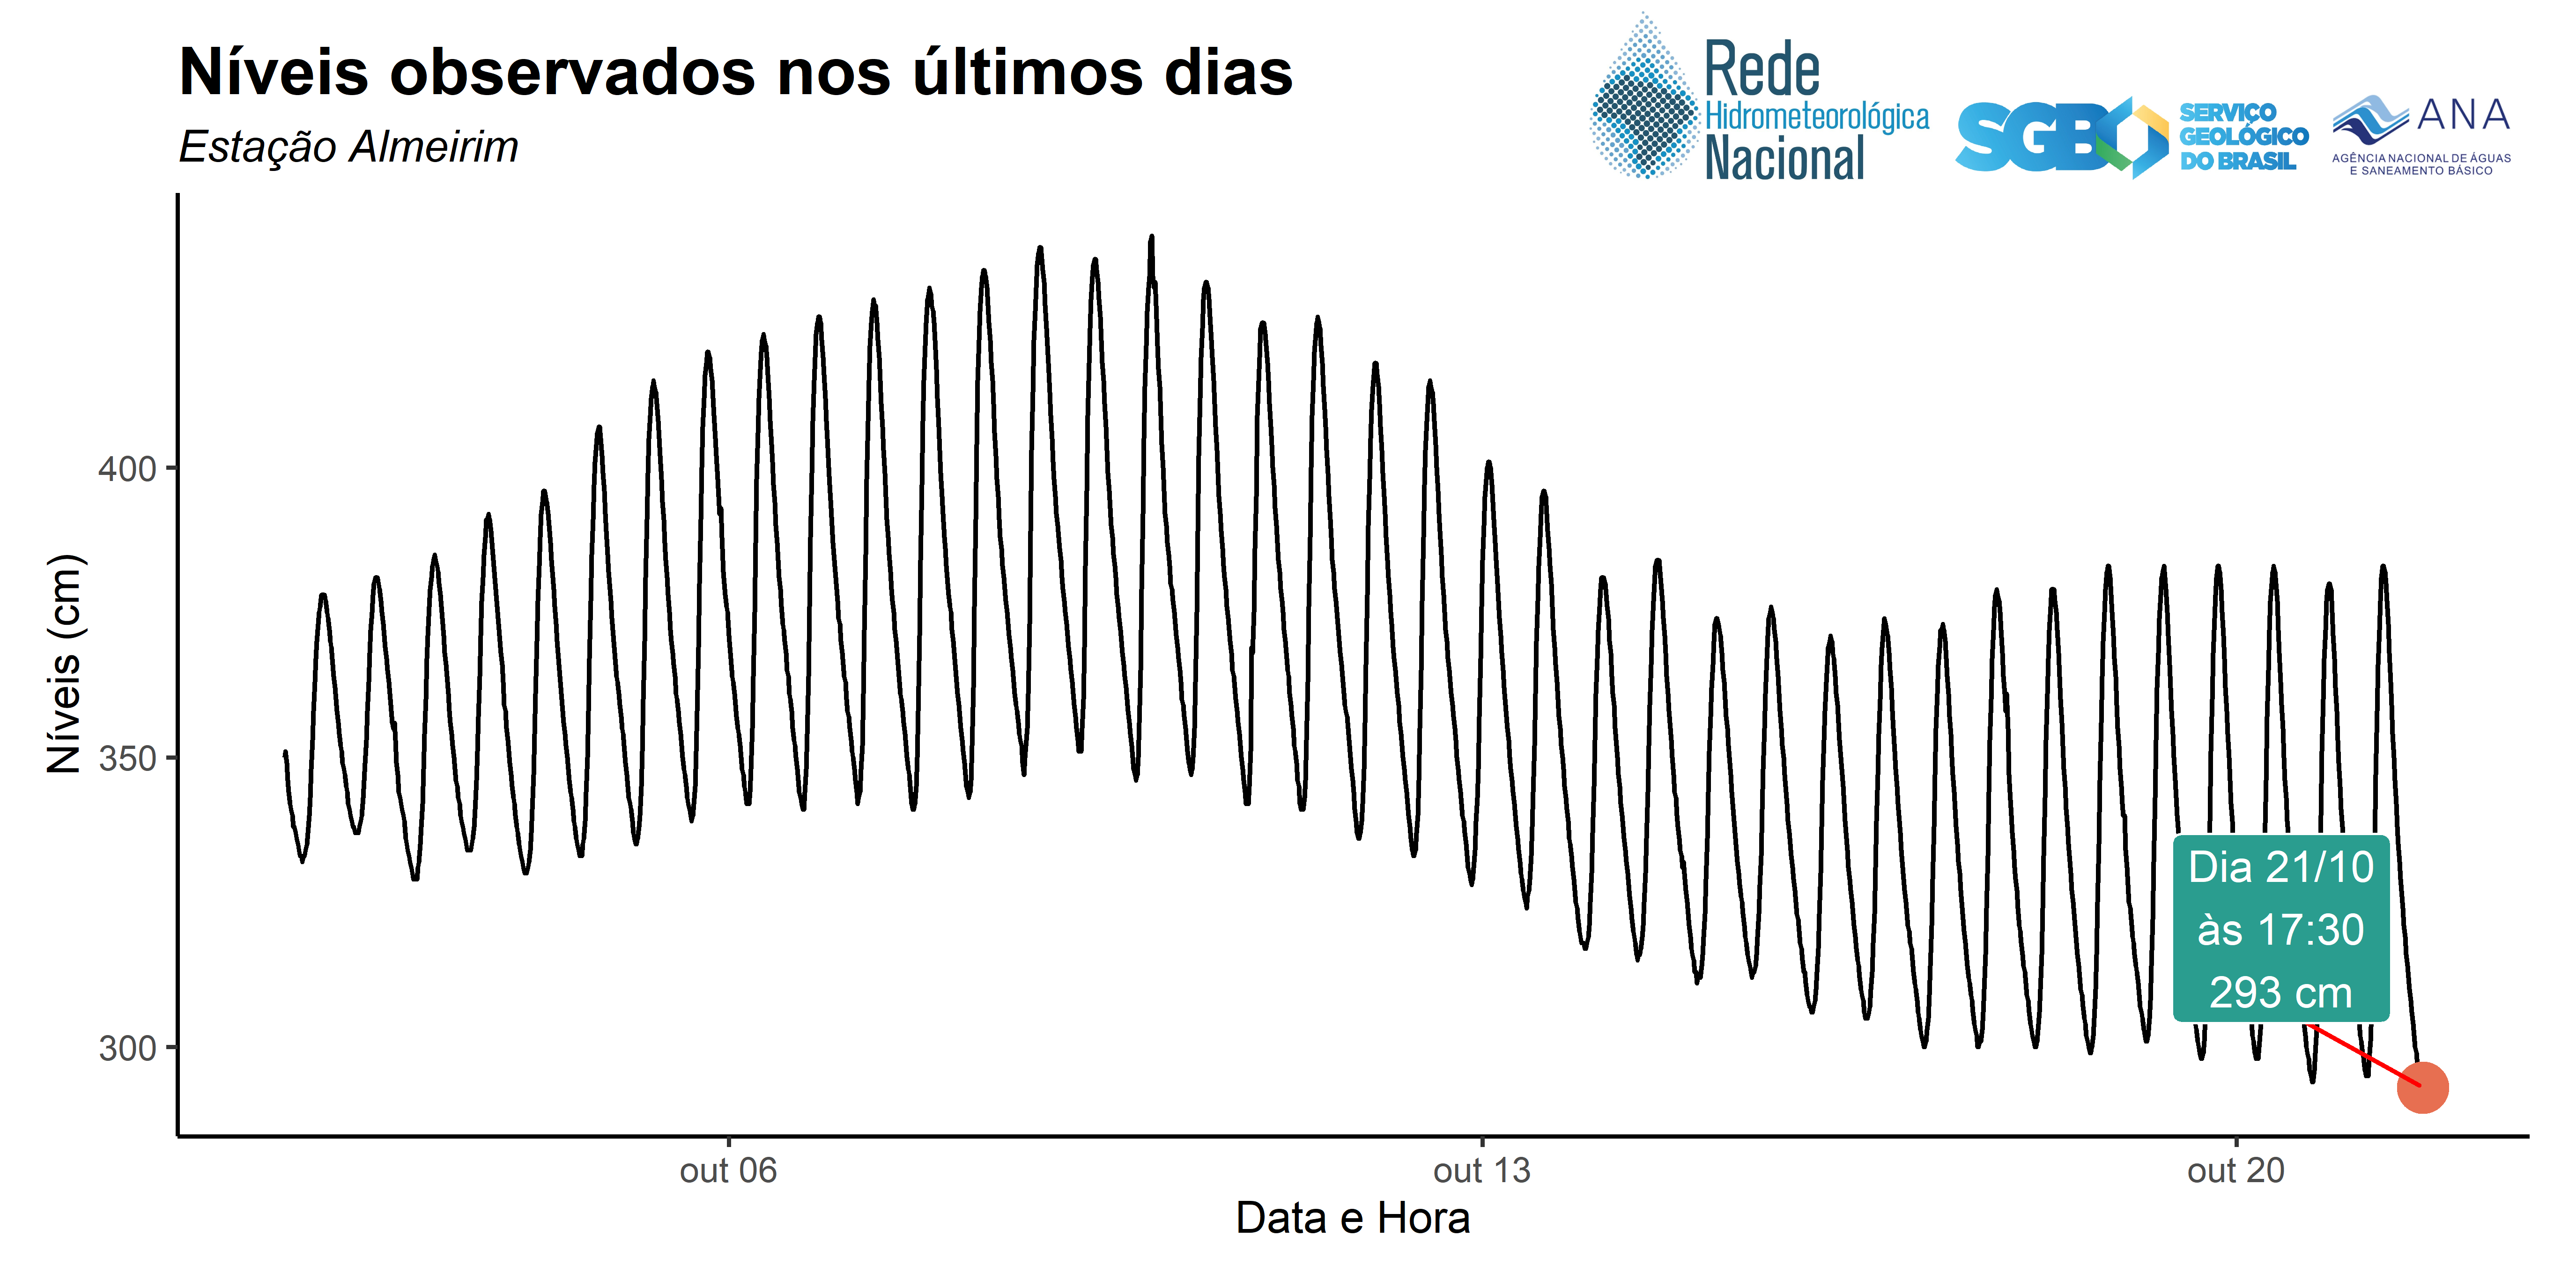 Níveis observados nos últimos dias
Estação Almeirim
Rede
Hidrometeorológica
Nacional
SGB
SERVIÇO
GEOLÓGICO
DO BRASIL
ANA
AGÊNCIA NACIONAL DE ÁGUAS
E SANEAMENTO BÁSICO
Níveis (cm)
400
350
300
Dia 21/10
às 17:30
293 cm
out 06
out 13
out 20
Data e Hora